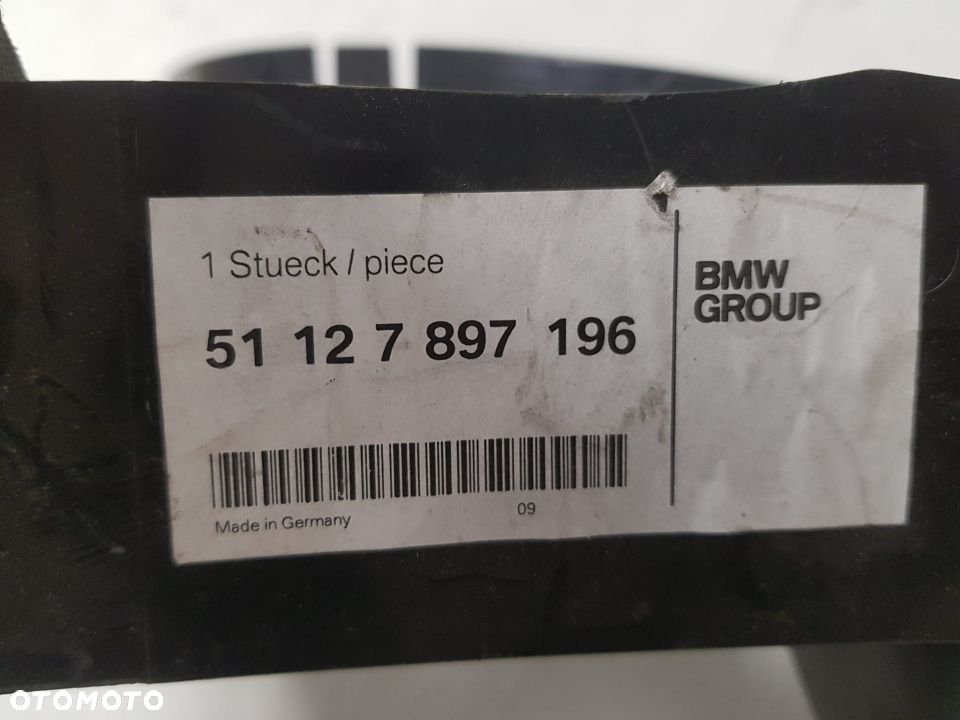 1 Stueck / piece
51 12 7 897 196
Made in Germany
09
BMW
GROUP
OTOMOTO